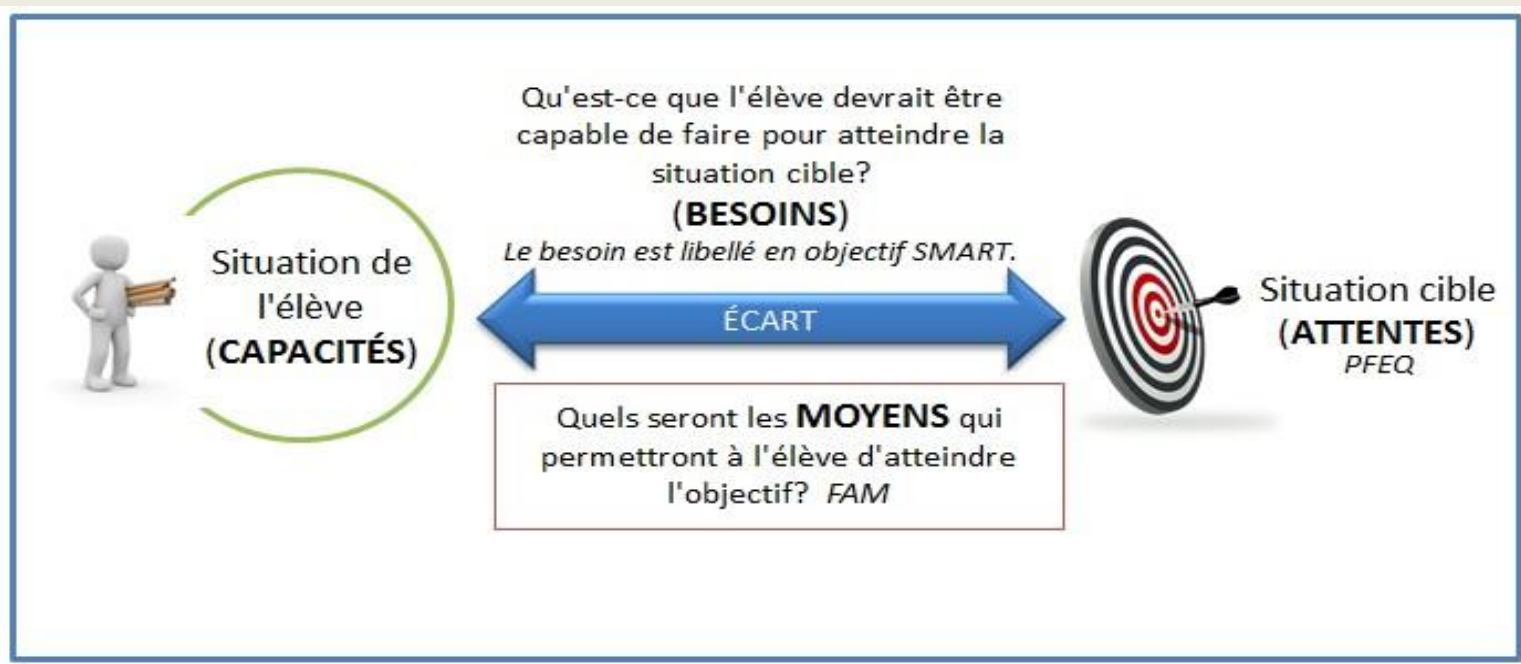 Qu'est-ce que l'élève devrait être
capable de faire pour atteindre la
situation cible?
(BESOINS)
Le besoin est libellé en objectif SMART.
Situation de
l'élève
(CAPACITÉS)
ÉCART
Situation cible
(ATTENTES)
PFEQ
Quels seront les MOYENS qui
permettront à l'élève d'atteindre
l'objectif? FAM